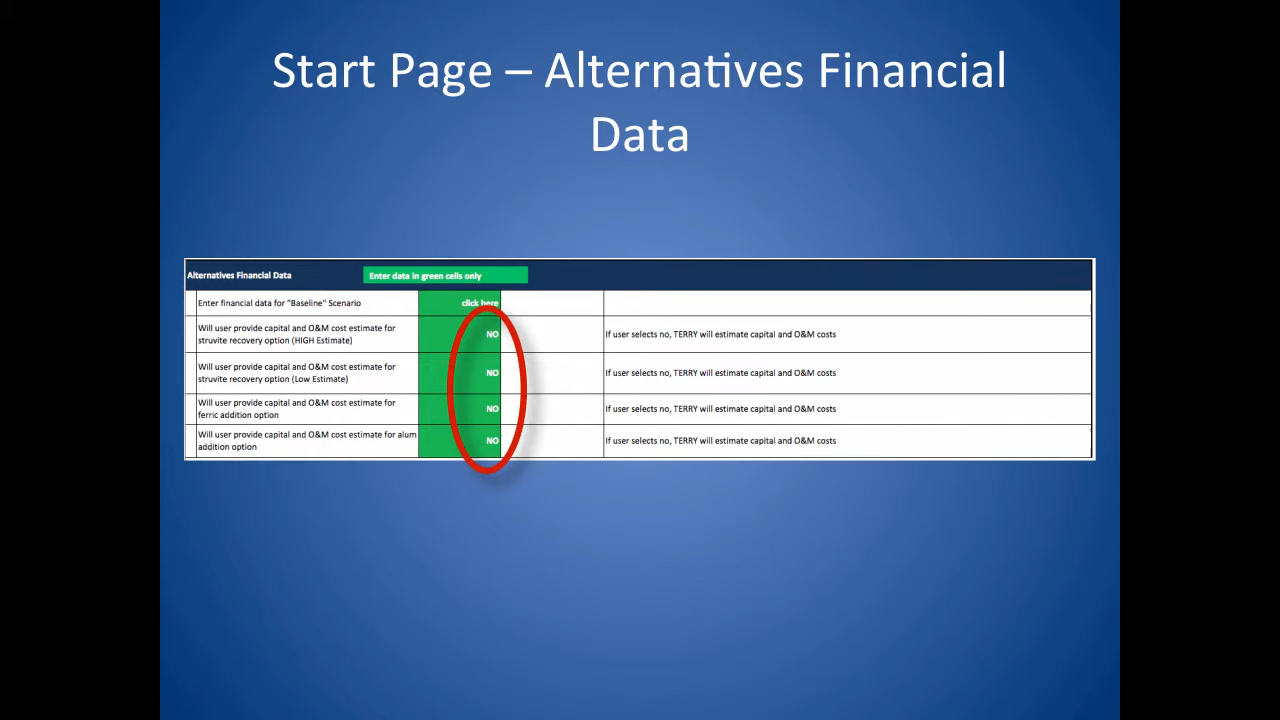 Start Page – Alternatives Financial
Data
Alternatives Financial Data
Enter data in green cells only
Enter financial data for "Baseline" Scenario
click here
Will user provide capital and O&M cost estimate for
struvite recovery option (HIGH Estimate)
NO
If user selects no, TERRY will estimate capital and O&M costs
Will user provide capital and O&M cost estimate for
struvite recovery option (Low Estimate)
NO
If user selects no, TERRY will estimate capital and O&M costs
Will user provide capital and O&M cost estimate for
ferric addition option
NO
If user selects no, TERRY will estimate capital and O&M costs
Will user provide capital and O&M cost estimate for alum
addition option
NO
If user selects no, TERRY will estimate capital and O&M costs